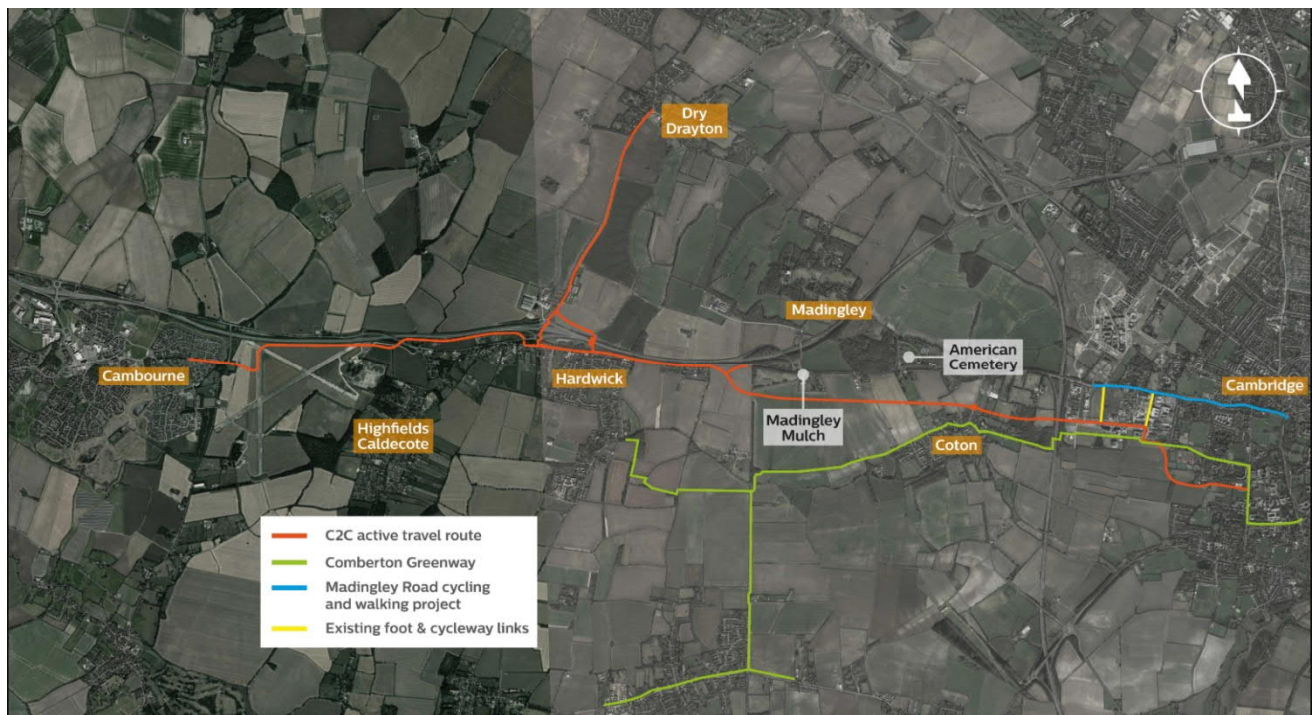 Dry
Drayton
Madingley
American
Cemetery
Cambourne
Hardwick
Cambridge
Highfields
Caldecote
Madingley
Mulch
Coton
C2C active travel route
Comberton Greenway
Madingley Road cycling
and walking project
Existing foot & cycleway links